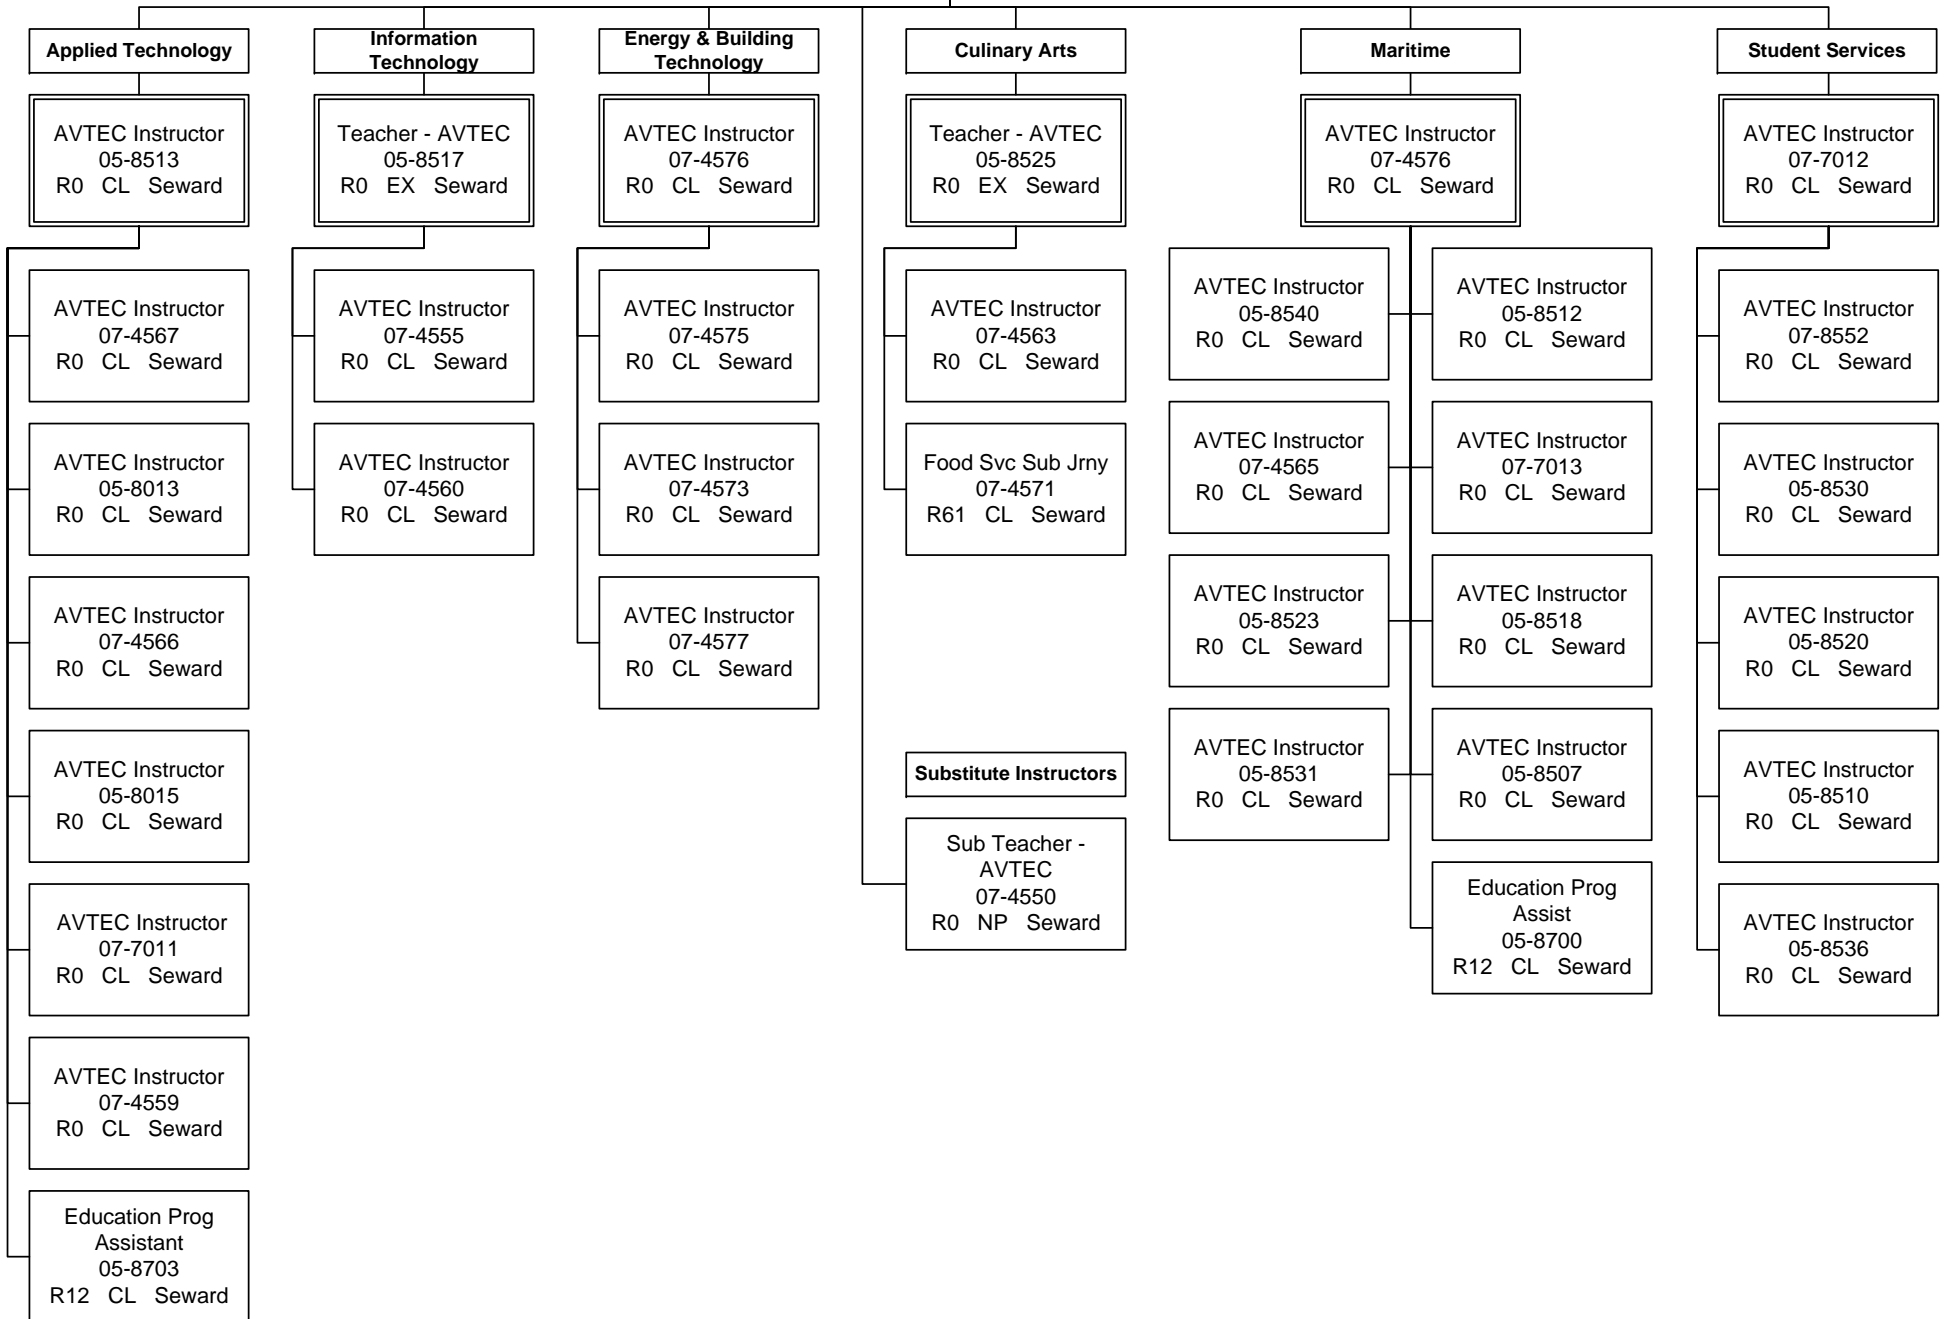 Applied Technology
AVTEC Instructor
05-8513
R0 CL Seward
AVTEC Instructor
07-4567
R0 CL Seward
AVTEC Instructor
05-8013
R0 CL Seward
AVTEC Instructor
07-4566
R0 CL Seward
AVTEC Instructor
05-8015
R0 CL Seward
AVTEC Instructor
07-7011
R0 CL Seward
AVTEC Instructor
07-4559
R0 CL Seward
Education Prog
Assistant
05-8703
R12 CL Seward
Information
Technology
Teacher - AVTEC
05-8517
R0 EX Seward
AVTEC Instructor
07-4555
R0 CL Seward
AVTEC Instructor
07-4560
R0 CL Seward
Energy & Building
Technology
AVTEC Instructor
07-4576
R0 CL Seward
AVTEC Instructor
07-4575
R0 CL Seward
AVTEC Instructor
07-4573
R0 CL Seward
AVTEC Instructor
07-4577
R0 CL Seward
Culinary Arts
Teacher - AVTEC
05-8525
R0 EX Seward
AVTEC Instructor
07-4563
R0 CL Seward
Food Svc Sub Jrny
07-4571
R61 CL Seward
Substitute Instructors
Sub Teacher -
AVTEC
07-4550
R0 NP Seward
Maritime
AVTEC Instructor
07-4576
R0 CL Seward
AVTEC Instructor
05-8540
R0 CL Seward
AVTEC Instructor
05-8512
R0 CL Seward
AVTEC Instructor
07-4565
R0 CL Seward
AVTEC Instructor
07-7013
R0 CL Seward
AVTEC Instructor
05-8523
R0 CL Seward
AVTEC Instructor
05-8518
R0 CL Seward
AVTEC Instructor
05-8531
R0 CL Seward
AVTEC Instructor
05-8507
R0 CL Seward
Education Prog
Assist
05-8700
R12 CL Seward
Student Services
AVTEC Instructor
07-7012
R0 CL Seward
AVTEC Instructor
07-8552
R0 CL Seward
AVTEC Instructor
05-8530
R0 CL Seward
AVTEC Instructor
05-8520
R0 CL Seward
AVTEC Instructor
05-8510
R0 CL Seward
AVTEC Instructor
05-8536
R0 CL Seward